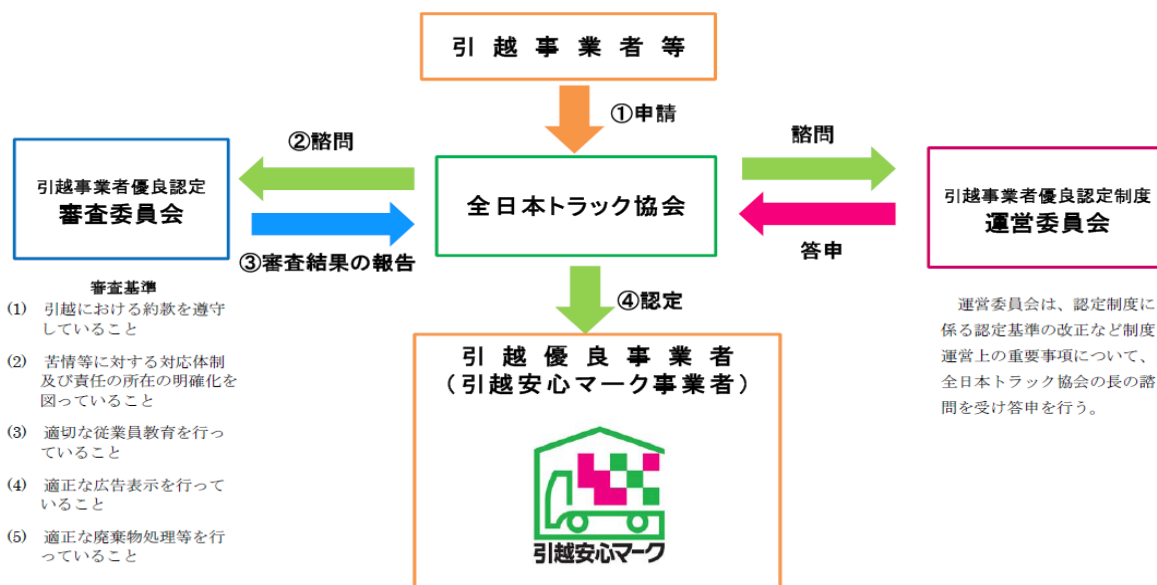 引越事業者等
①申請
②諮問
諮問
引越事業者優良認定
審査委員会
全日本トラック協会
引越事業者優良認定制度
運営委員会
③審査結果の報告
答申
④認定
審査基準
(1) 引越における約款を遵守
していること
(2) 苦情等に対する対応体制
及び責任の所在の明確化を
図っていること
(3) 適切な従業員教育を行っ
ていること
(4) 適正な広告表示を行って
いること
(5) 適正な廃棄物処理等を行
っていること
引越優良事業者
（引越安心マーク事業者）
引越安心マーク
運営委員会は、認定制度に
係る認定基準の改正など制度
運営上の重要事項について、
全日本トラック協会の長の諮
問を受け答申を行う。